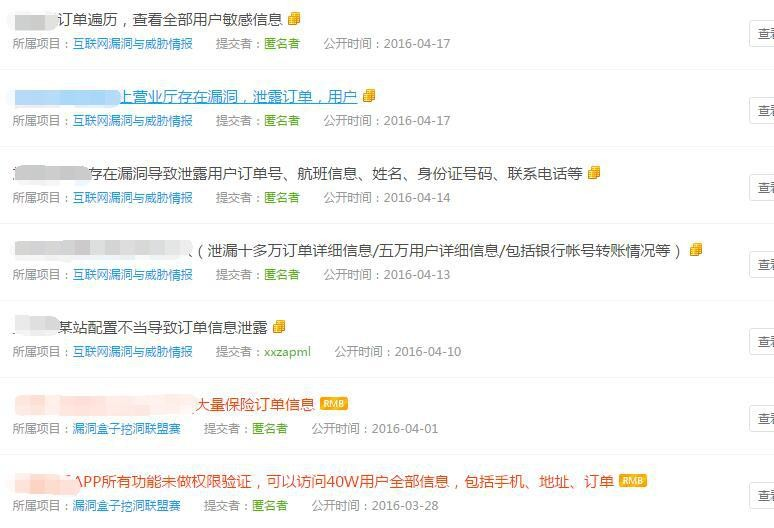 订单遍历，查看全部用户敏感信息
所属项目：互联网漏洞与威胁情报 提交者：匿名者 公开时间：2016-04-17
查看
上营业厅存在漏洞，泄露订单，用户
所属项目：互联网漏洞与威胁情报 提交者：匿名者 公开时间：2016-04-17
查看
存在漏洞导致泄露用户订单号、航班信息、姓名、身份证号码、联系电话等
所属项目：互联网漏洞与威胁情报 提交者：匿名者 公开时间：2016-04-14
查看
（泄漏十多万订单详细信息/五万用户详细信息/包括银行帐号转账情况等）
所属项目：互联网漏洞与威胁情报 提交者：匿名者 公开时间：2016-04-13
查看
某站配置不当导致订单信息泄露
所属项目：互联网漏洞与威胁情报 提交者：xxzapml 公开时间：2016-04-10
查看
大量保险订单信息 RMB
所属项目：漏洞盒子挖洞联盟赛 提交者：匿名者 公开时间：2016-04-01
查看
APP所有功能未做权限验证，可以访问40W用户全部信息，包括手机、地址、订单 RMB
所属项目：漏洞盒子挖洞联盟赛 提交者：匿名者 公开时间：2016-03-28
查看